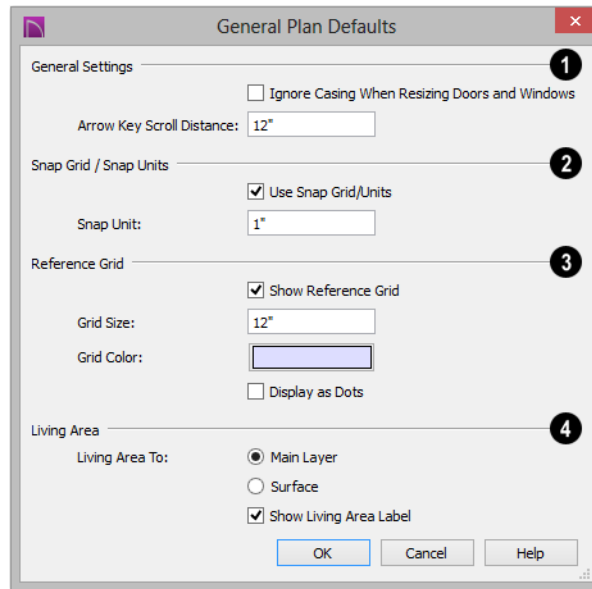 General Plan Defaults
General Settings 1
Ignore Casing When Resizing Doors and Windows
Arrow Key Scroll Distance: 12"
Snap Grid / Snap Units 2
Use Snap Grid/Units
Snap Unit: 1"
Reference Grid 3
Show Reference Grid
Grid Size: 12"
Grid Color:
Display as Dots
Living Area 4
Living Area To: Main Layer
Surface
Show Living Area Label
OK Cancel Help